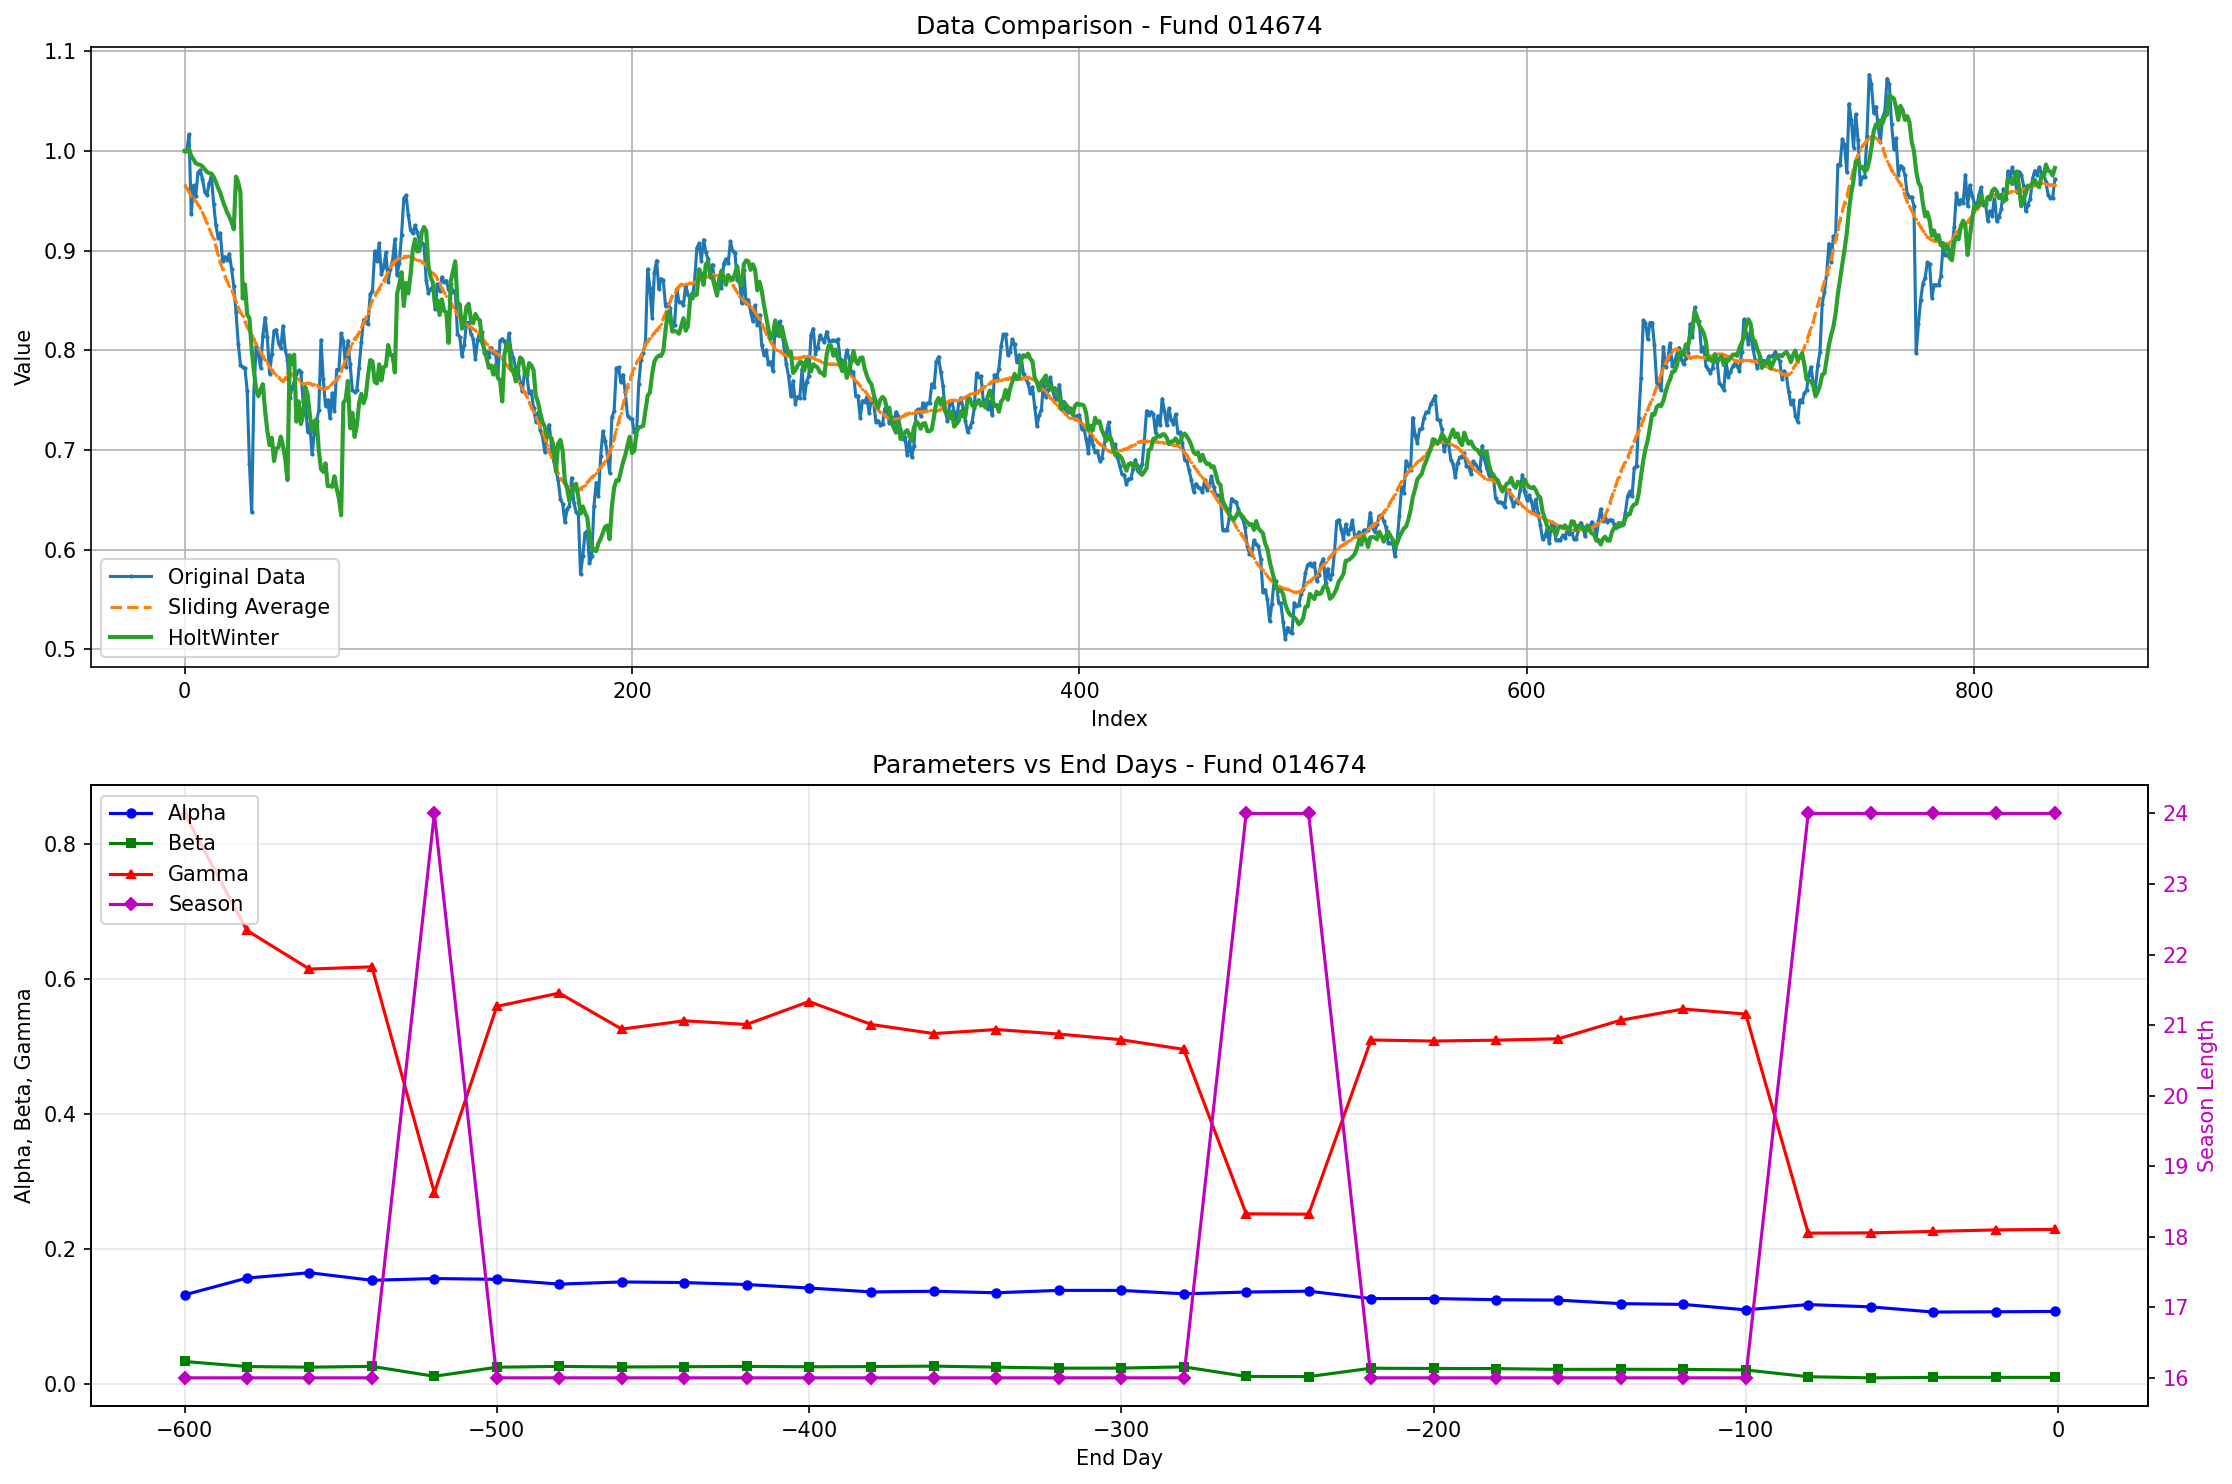 Data Comparison - Fund 014674
1.1
1.0
0.9
0.8
0.7
0.6
0.5
Value
Original Data
Sliding Average
HoltWinter
0 200 400 600 800
Index
Parameters vs End Days - Fund 014674
Alpha
Beta
Gamma
Season
0.8
0.6
0.4
0.2
0.0
Alpha, Beta, Gamma
24
23
22
21
20
19
18
17
16
Season Length
−600 −500 −400 −300 −200 −100 0
End Day